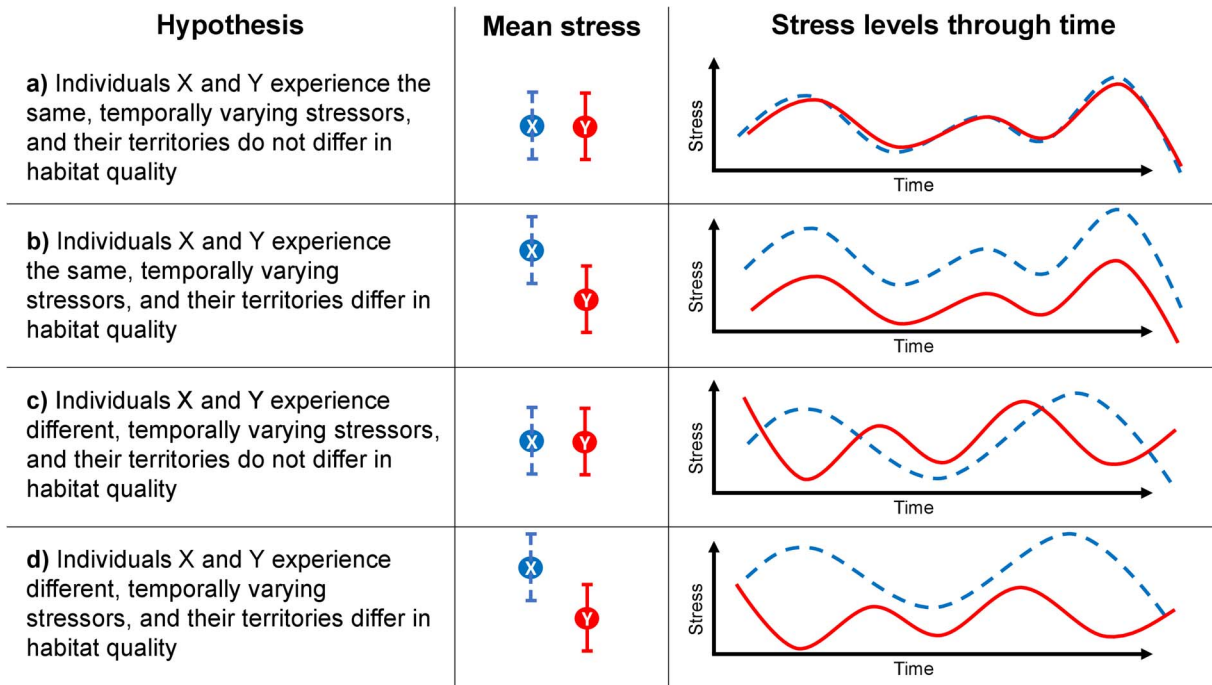 Hypothesis
Mean stress
Stress levels through time
a) Individuals X and Y experience the
same, temporally varying stressors,
and their territories do not differ in
habitat quality
X
Y
Stress
Time
b) Individuals X and Y experience
the same, temporally varying
stressors, and their territories differ in
habitat quality
X
Y
Stress
Time
c) Individuals X and Y experience
different, temporally varying stressors,
and their territories do not differ in
habitat quality
X
Y
Stress
Time
d) Individuals X and Y experience
different, temporally varying
stressors, and their territories differ in
habitat quality
X
Y
Stress
Time